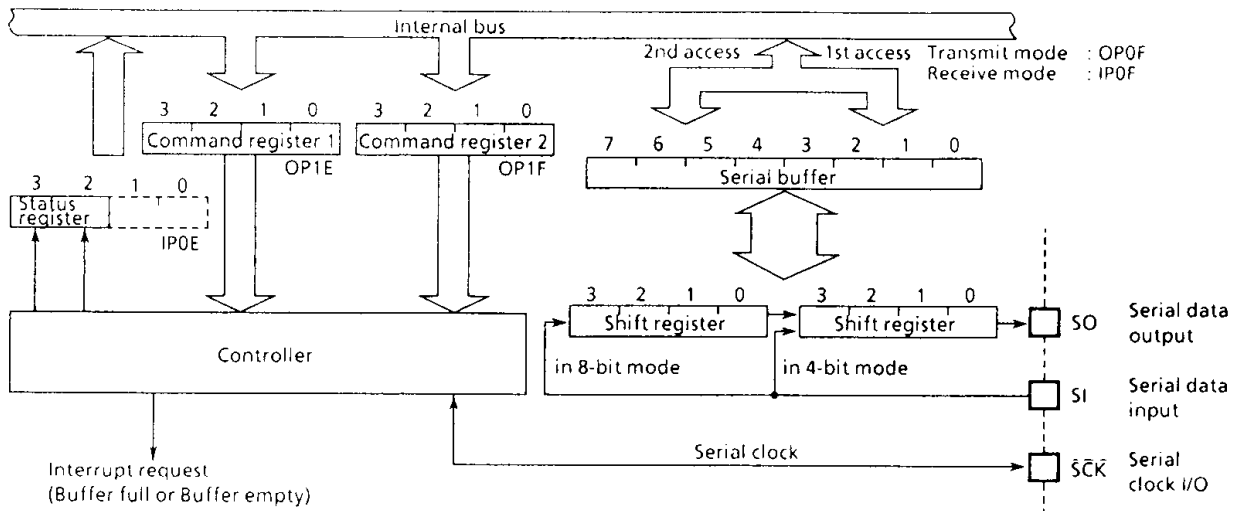 Internal bus
2nd access
1st access
Transmit mode : OP0F
Receive mode : IP0F
3 2 1 0
Command register 1
OP1E
3 2 1 0
Command register 2
OP1F
7 6 5 4 3 2 1 0
Serial buffer
3 2 1 0
Status
register
IP0E
3 2 1 0
Shift register
3 2 1 0
Shift register
SO
Serial data
output
Controller
in 8-bit mode
in 4-bit mode
SI
Serial data
input
Serial clock
SCK
Serial
clock I/O
Interrupt request
(Buffer full or Buffer empty)